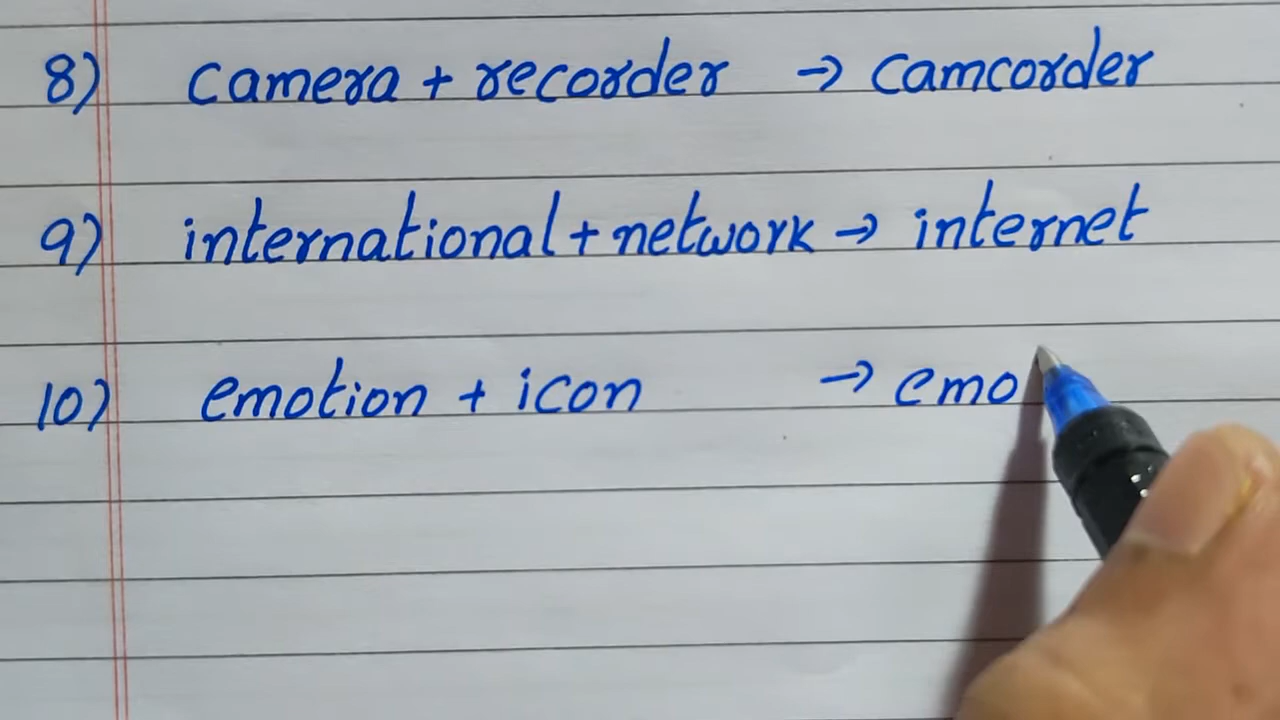 8) camera + recorder → camcorder
9) international + network → internet
10) emotion + icon → emo